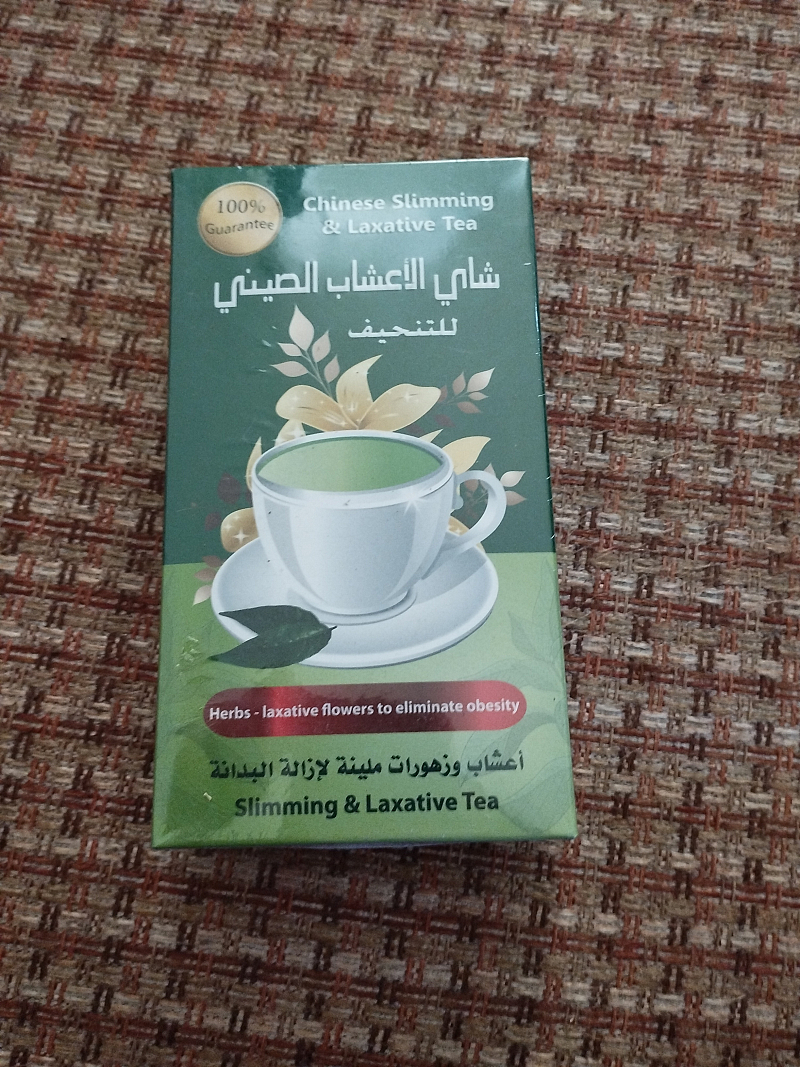 100%
Guarantee
Chinese Slimming
& Laxative Tea
شاي الأعشاب الصيني
للتنحيف
Herbs - laxative flowers to eliminate obesity
أعشاب وزهورات ملينة لإزالة البدانة
Slimming & Laxative Tea